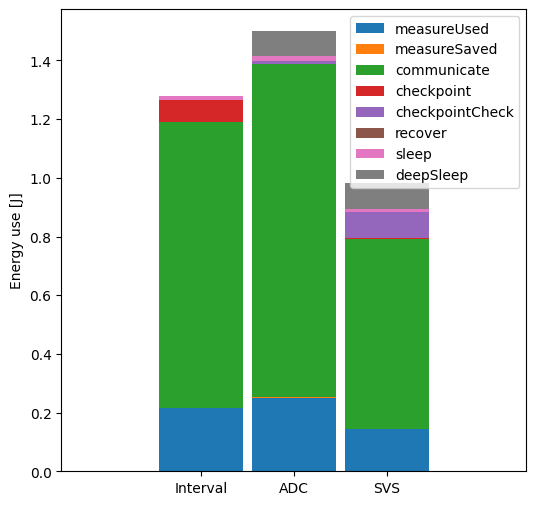 measureUsed
measureSaved
communicate
checkpoint
checkpointCheck
recover
sleep
deepSleep
Energy use [J]
1.4
1.2
1.0
0.8
0.6
0.4
0.2
0.0
Interval ADC SVS